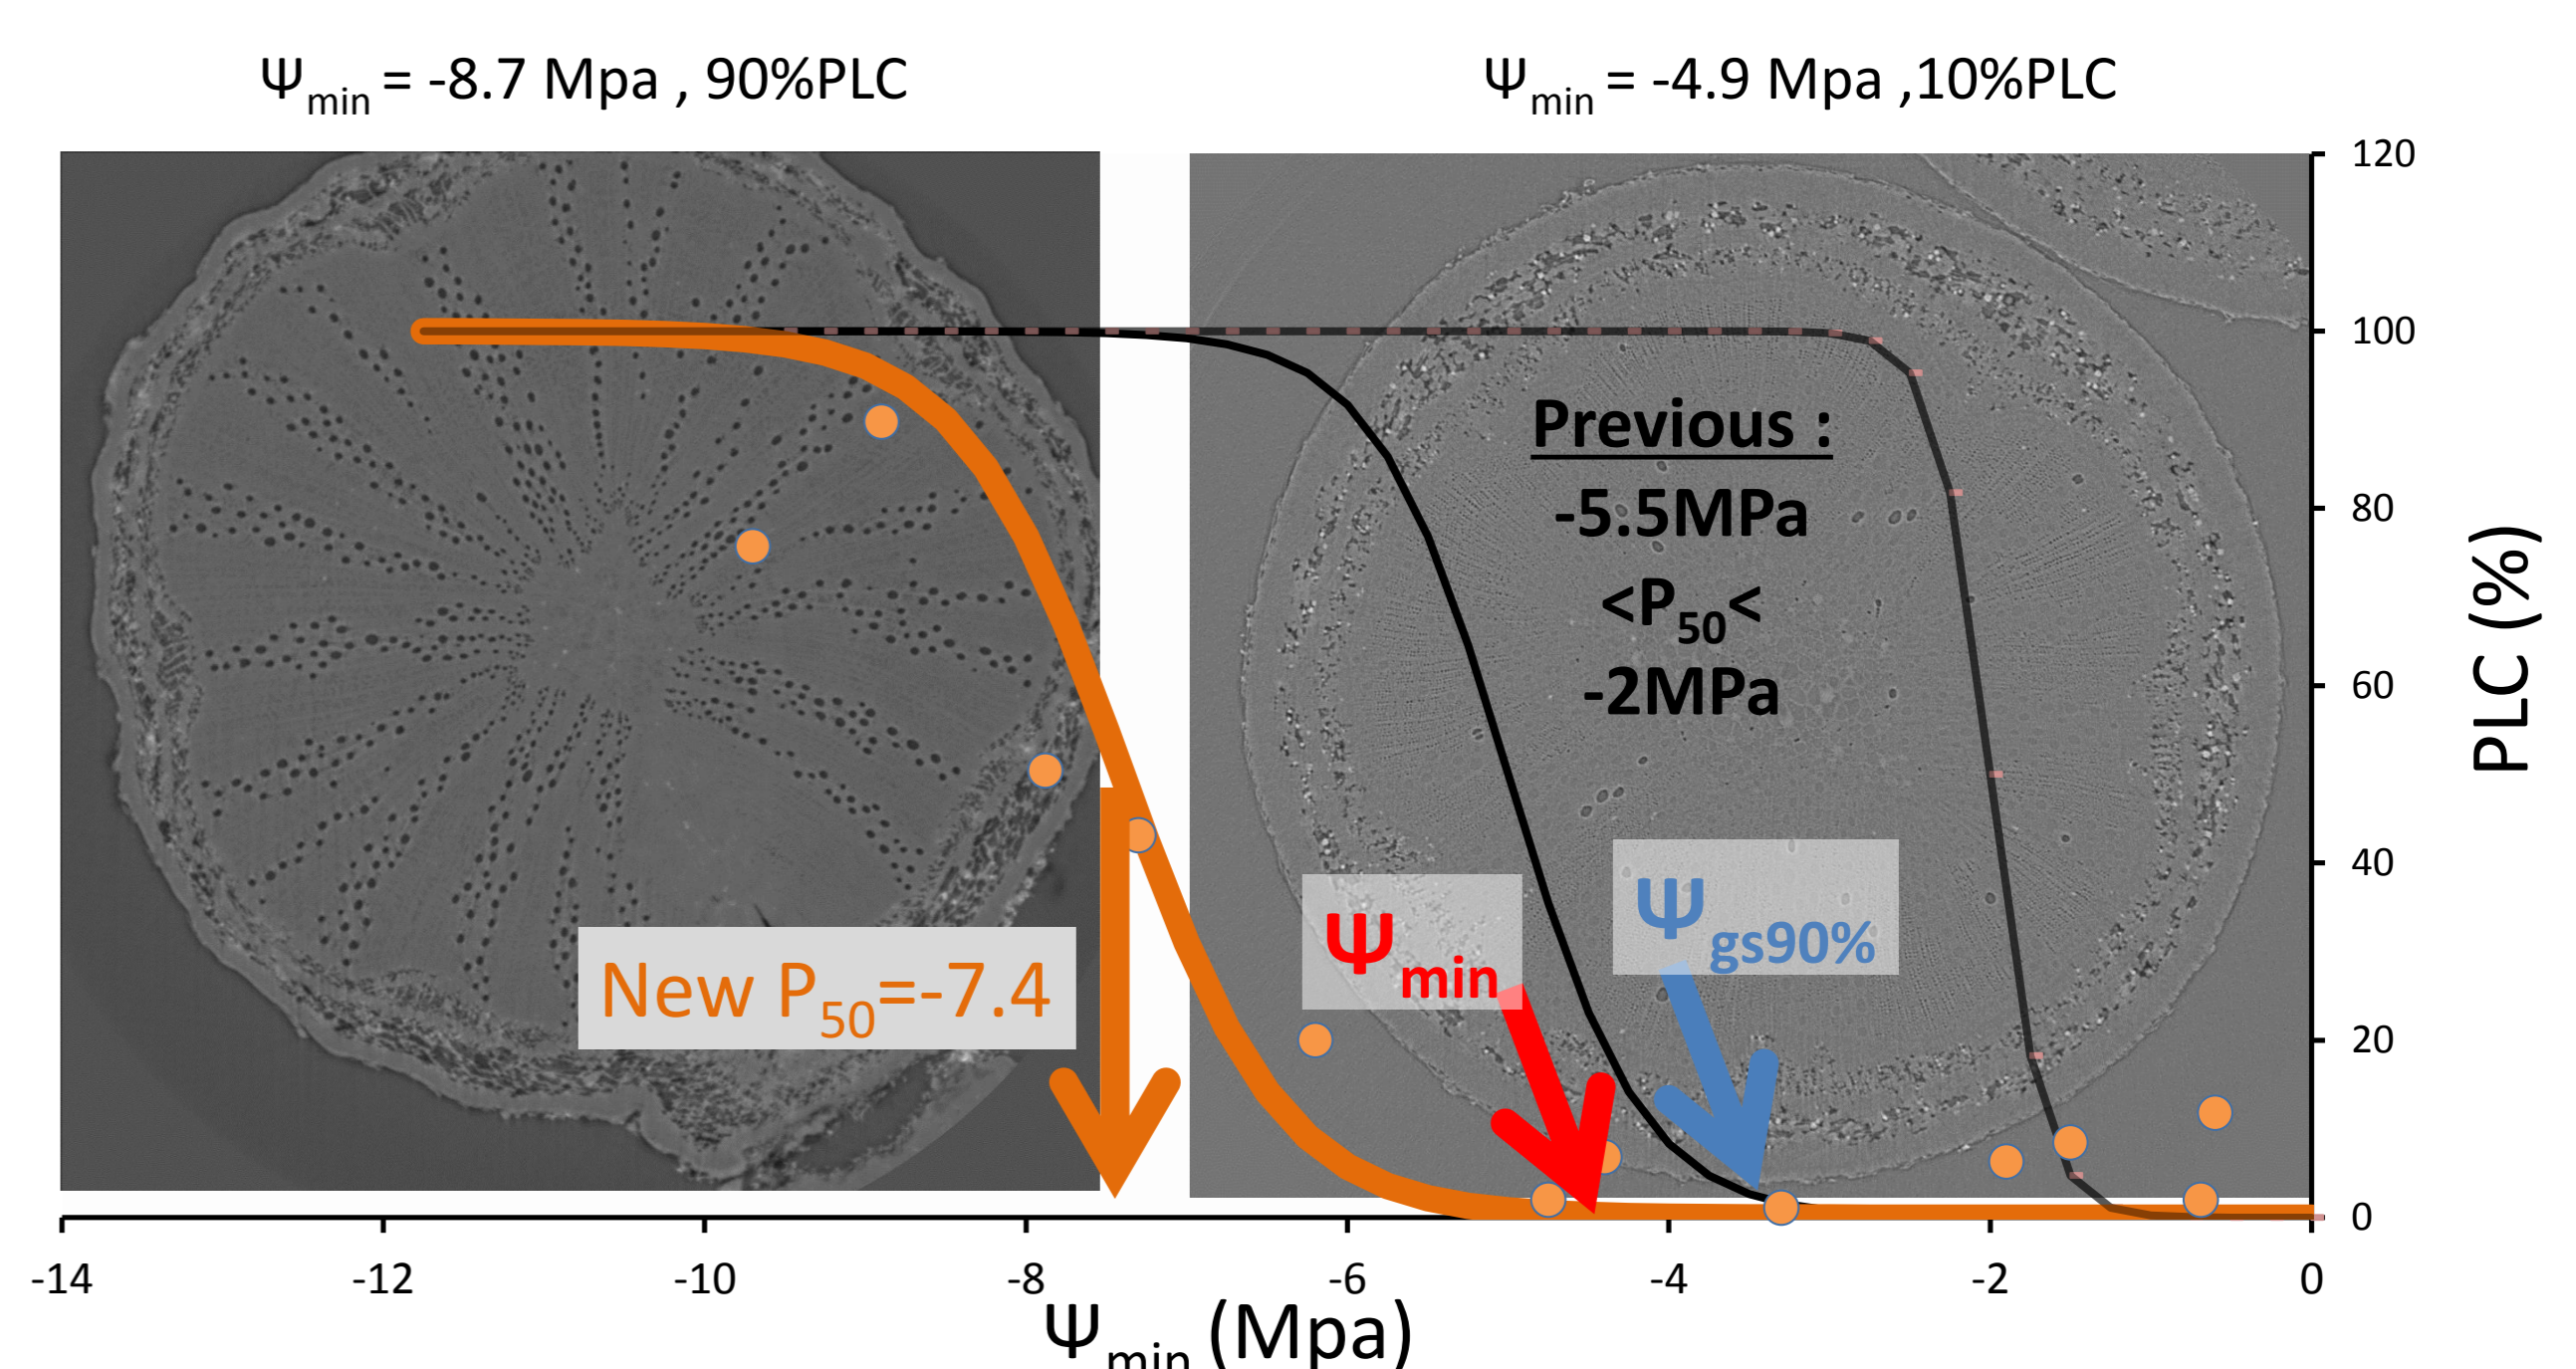 Ψmin = -8.7 Mpa , 90%PLC
Ψmin = -4.9 Mpa ,10%PLC
120
100
80
60
40
20
0
PLC (%)
Previous :
-5.5MPa
<P50<
-2MPa
Ψgs90%
Ψmin
New P50=-7.4
-14
-12
-10
-8
-6
-4
-2
0
Ψmin (Mpa)